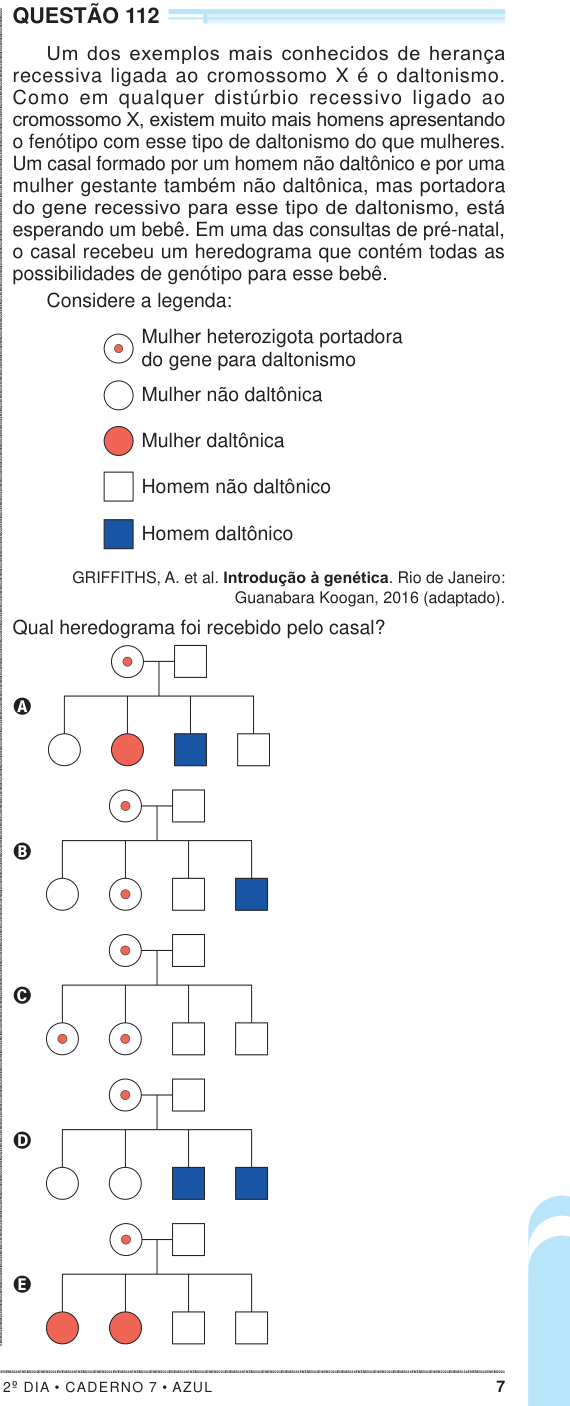 QUESTÃO 112
Um dos exemplos mais conhecidos de herança
recessiva ligada ao cromossomo X é o daltonismo.
Como em qualquer distúrbio recessivo ligado ao
cromossomo X, existem muito mais homens apresentando
o fenótipo com esse tipo de daltonismo do que mulheres.
Um casal formado por um homem não daltônico e por uma
mulher gestante também não daltônica, mas portadora
do gene recessivo para esse tipo de daltonismo, está
esperando um bebê. Em uma das consultas de pré-natal,
o casal recebeu um heredograma que contém todas as
possibilidades de genótipo para esse bebê.
Considere a legenda:
Mulher heterozigota portadora
do gene para daltonismo
Mulher não daltônica
Mulher daltônica
Homem não daltônico
Homem daltônico
GRIFFITHS, A. et al. Introdução à genética. Rio de Janeiro:
Guanabara Koogan, 2016 (adaptado).
Qual heredograma foi recebido pelo casal?
A
B
C
D
E
2º DIA • CADERNO 7 • AZUL
7